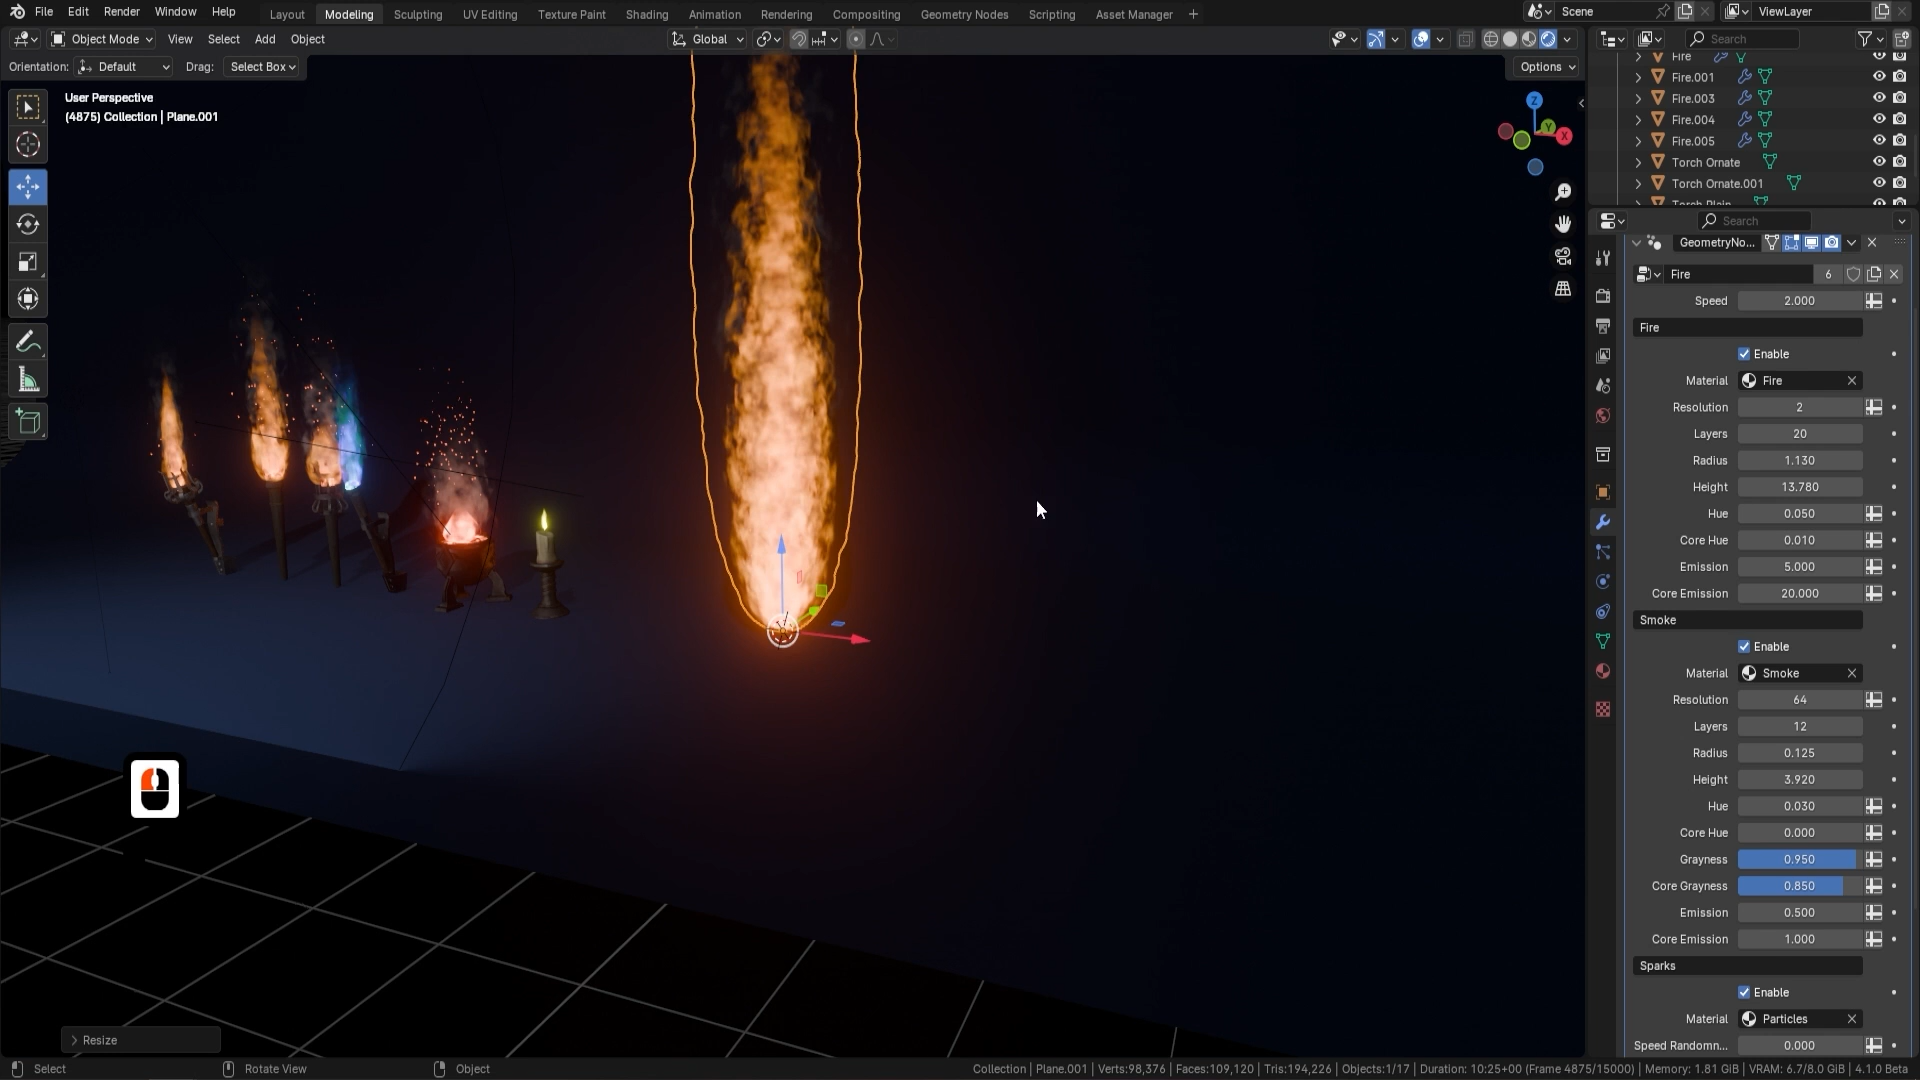 File Edit Render Window Help
Layout Modeling Sculpting UV Editing Texture Paint Shading Animation Rendering Compositing Geometry Nodes Scripting Asset Manager +
Scene
ViewLayer
Object Mode View Select Add Object
Global
Search
Orientation: Default Drag: Select Box
Options
User Perspective
(4875) Collection | Plane.001
Z
Y
X
Fire
Fire.001
Fire.003
Fire.004
Fire.005
Torch Ornate
Torch Ornate.001
Torch Plain
Search
GeometryNo...
Fire 6
Speed 2.000
Fire
Enable
Material Fire
Resolution 2
Layers 20
Radius 1.130
Height 13.780
Hue 0.050
Core Hue 0.010
Emission 5.000
Core Emission 20.000
Smoke
Enable
Material Smoke
Resolution 64
Layers 12
Radius 0.125
Height 3.920
Hue 0.030
Core Hue 0.000
Grayness 0.950
Core Grayness 0.850
Emission 0.500
Core Emission 1.000
Sparks
Enable
Material Particles
Speed Randomn... 0.000
Resize
Select Rotate View Object
Collection | Plane.001 | Verts:98,376 | Faces:109,120 | Tris:194,226 | Objects:1/17 | Duration: 10:25+00 (Frame 4875/15000) | Memory: 1.81 GiB | VRAM: 6.7/8.0 GiB | 4.1.0 Beta